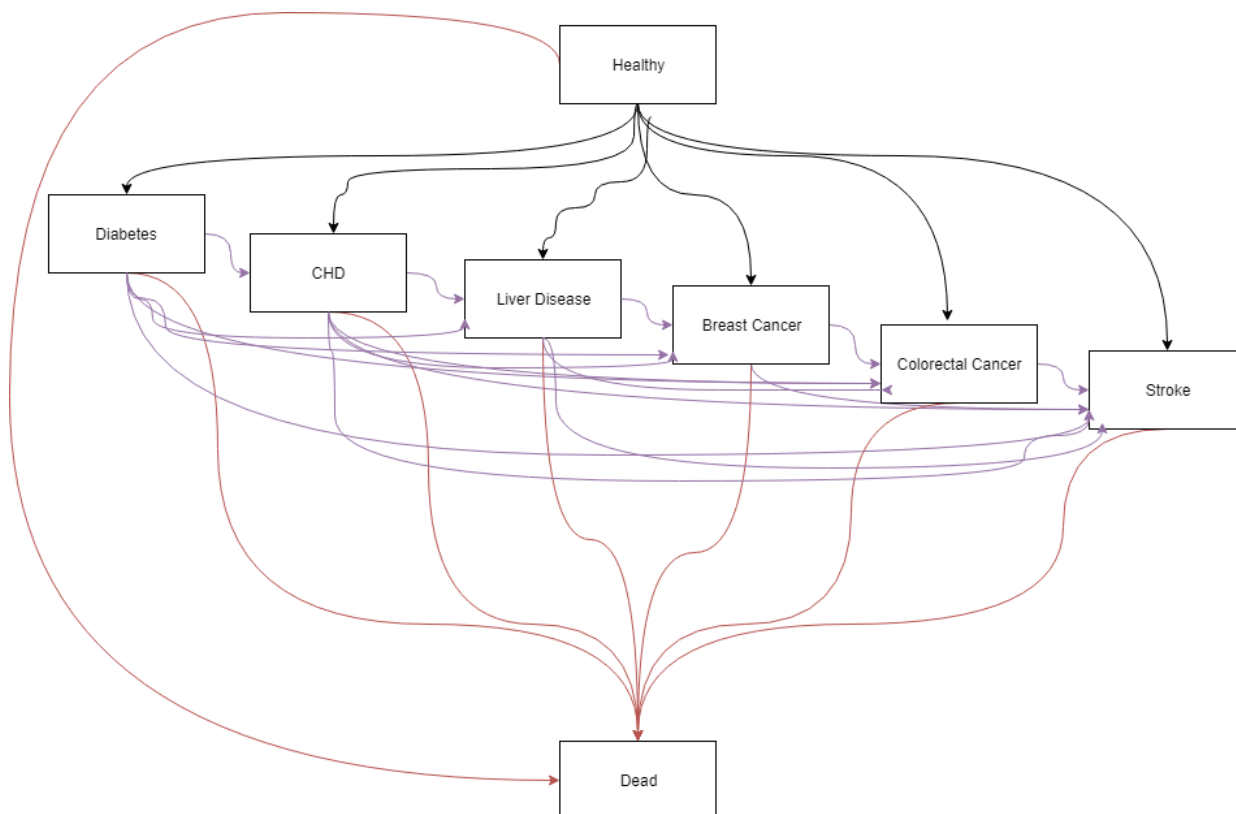 Healthy
Diabetes
CHD
Liver Disease
Breast Cancer
Colorectal Cancer
Stroke
Dead